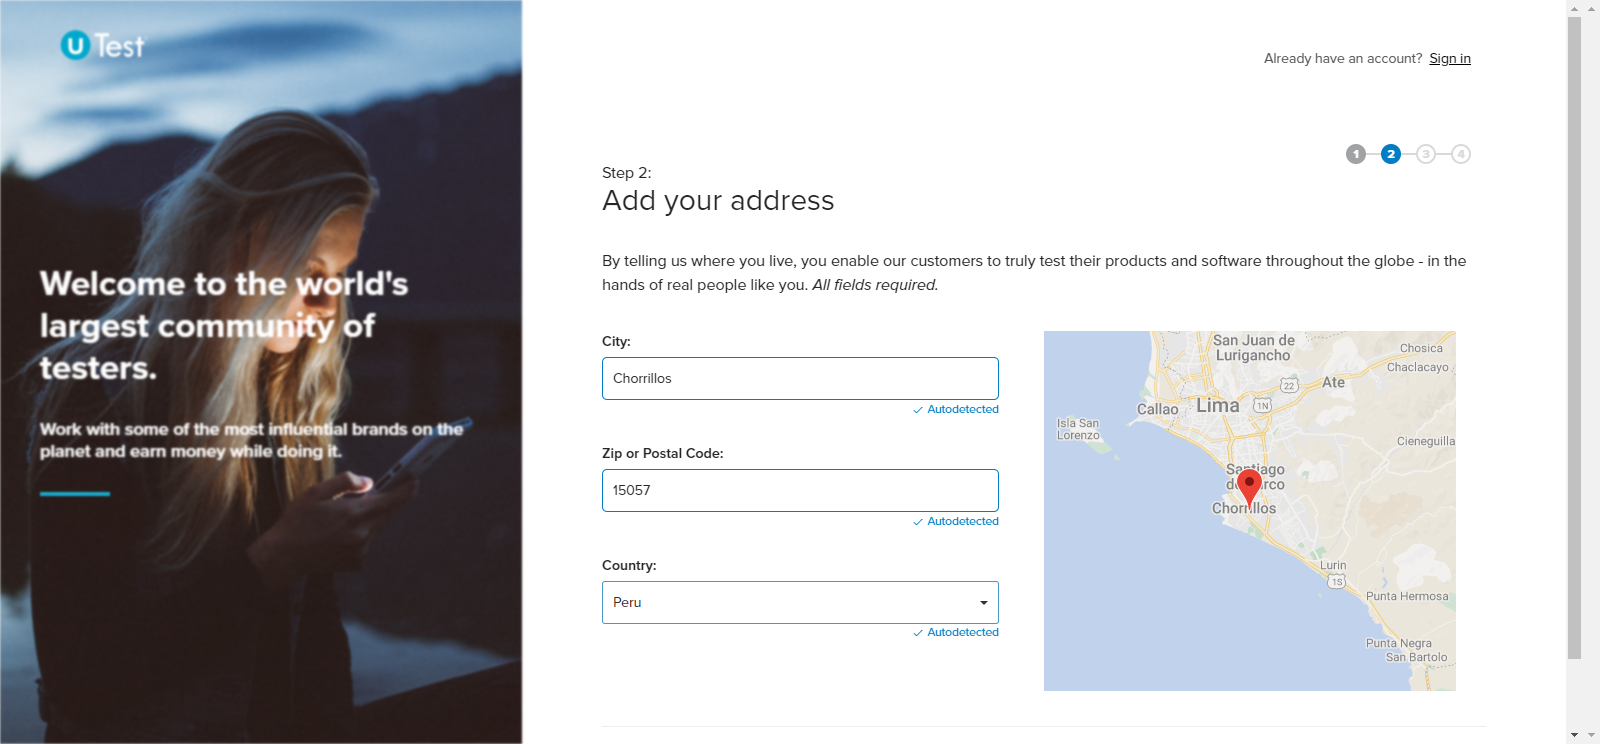 U Test
Already have an account? Sign in
1 2 3 4
Step 2:
Add your address
Welcome to the world's
largest community of
testers.
Work with some of the most influential brands on the
planet and earn money while doing it.
By telling us where you live, you enable our customers to truly test their products and software throughout the globe - in the
hands of real people like you. All fields required.
City:
Chorrillos
✓ Autodetected
Zip or Postal Code:
15057
✓ Autodetected
Country:
Peru
✓ Autodetected
San Juan de
Lurigancho
Chosica
Chaclacayo
22
Ate
Callao
Lima
1N
Isla San
Lorenzo
Cieneguilla
Santiago
Chorrillos
Lurin
1S
Punta Hermosa
Punta Negra
San Bartolo